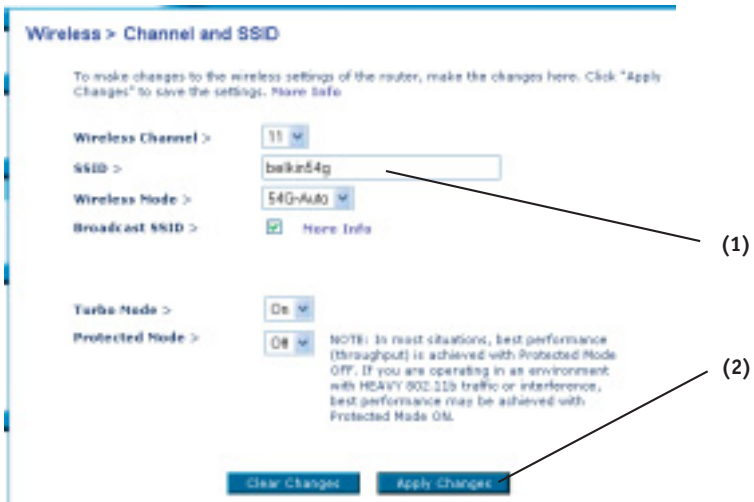 Wireless > Channel and SSID
To make changes to the wireless settings of the router, make the changes here. Click "Apply
Changes" to save the settings. More Info
Wireless Channel > 11
SSID > belkin54g
Wireless Mode > 54G-Auto
Broadcast SSID > More Info
(1)
Turbo Mode > On
Protected Mode > Off
NOTE: In most situations, best performance
(throughput) is achieved with Protected Mode
OFF. If you are operating in an environment
with HEAVY 802.11b traffic or interference,
best performance may be achieved with
Protected Mode ON.
(2)
Clear Changes Apply Changes